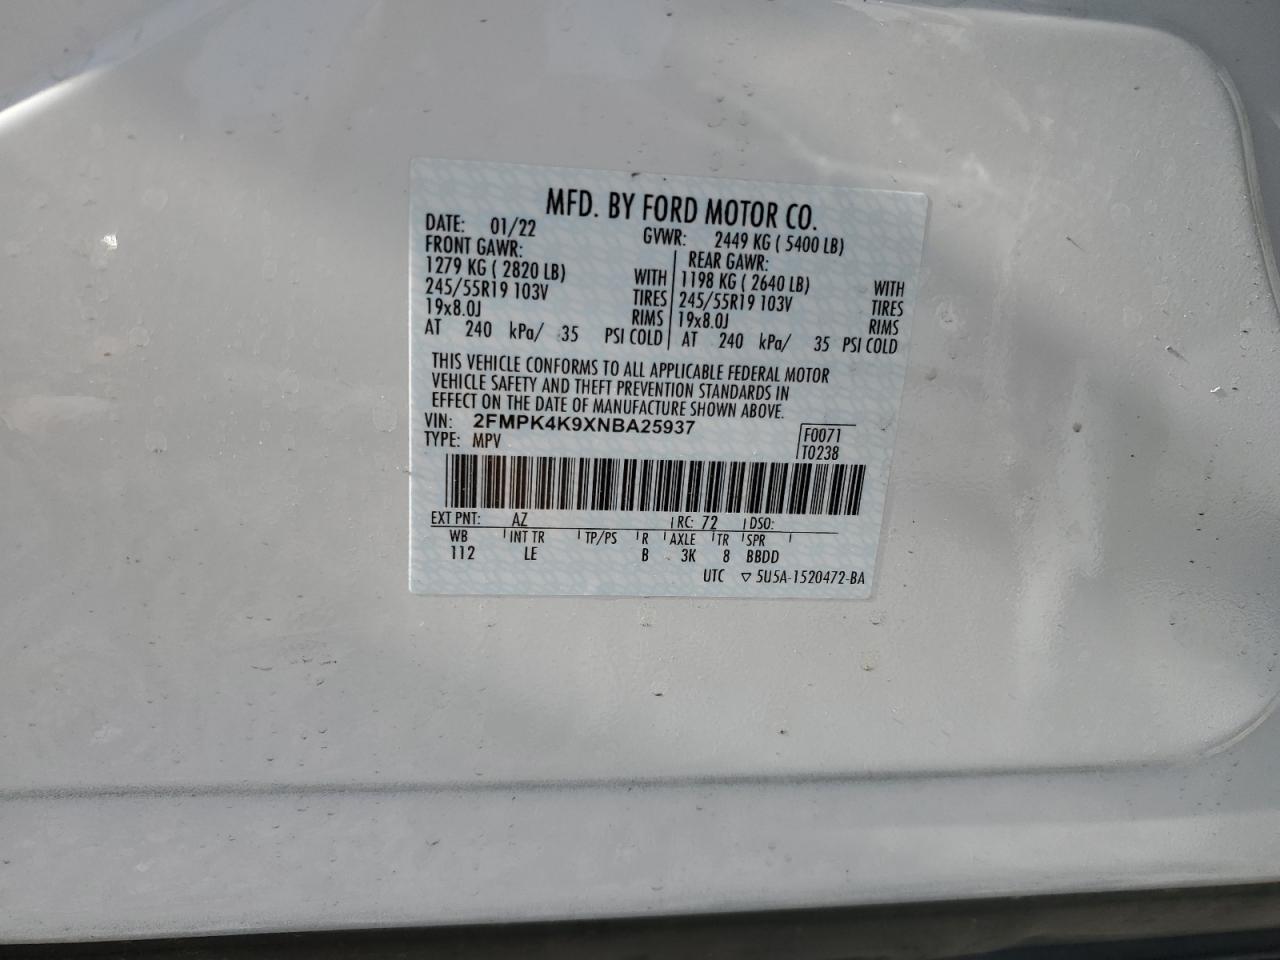 MFD. BY FORD MOTOR CO.
DATE: 01/22 GVWR: 2449 KG ( 5400 LB)
FRONT GAWR: REAR GAWR:
1279 KG ( 2820 LB) WITH 1198 KG ( 2640 LB) WITH
245/55R19 103V TIRES 245/55R19 103V TIRES
19x8.0J RIMS 19x8.0J RIMS
AT 240 kPa/ 35 PSI COLD AT 240 kPa/ 35 PSI COLD
THIS VEHICLE CONFORMS TO ALL APPLICABLE FEDERAL MOTOR
VEHICLE SAFETY AND THEFT PREVENTION STANDARDS IN
EFFECT ON THE DATE OF MANUFACTURE SHOWN ABOVE.
VIN: 2FMPK4K9XNBA25937 F0071
TYPE: MPV T0238
EXT PNT: AZ RC: 72 DSO:
WB INT TR TP/PS R AXLE TR SPR
112 LE B 3K 8 BBDD
UTC ▽ 5U5A-1520472-BA